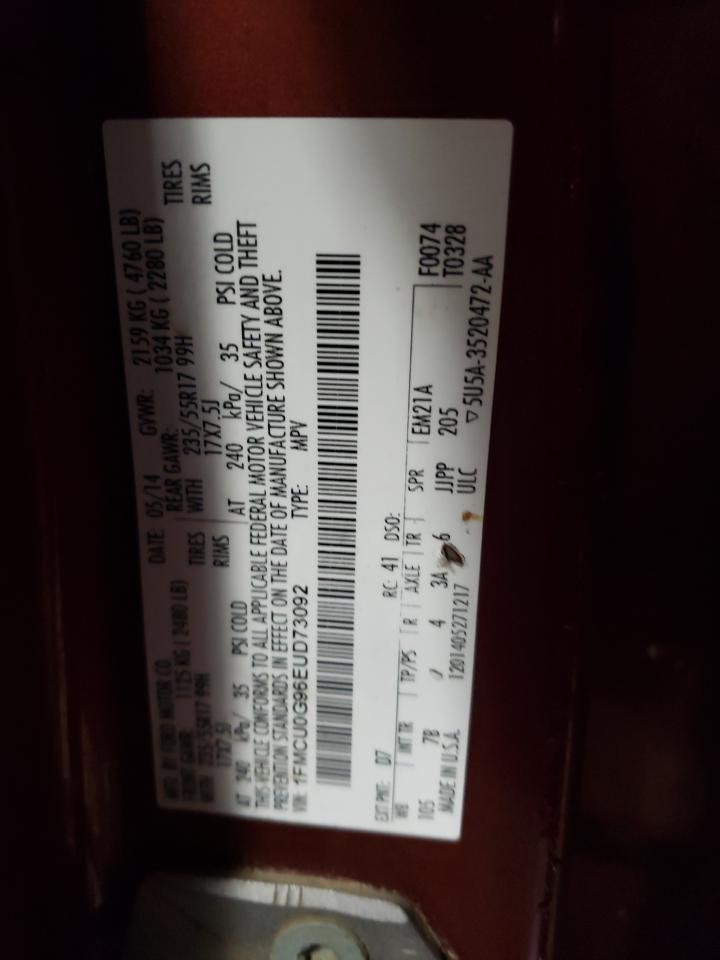 MFD. BY FORD MOTOR CO. DATE: 05/14 GVWR: 2159 KG ( 4760 LB)
FRONT GAWR: 1125 KG ( 2480 LB) REAR GAWR: 1034 KG ( 2280 LB)
WITH 235/55R17 99H TIRES WITH 235/55R17 99H TIRES
17X7.5J RIMS 17X7.5J RIMS
AT 240 kPa/ 35 PSI COLD AT 240 kPa/ 35 PSI COLD
THIS VEHICLE CONFORMS TO ALL APPLICABLE FEDERAL MOTOR VEHICLE SAFETY AND THEFT
PREVENTION STANDARDS IN EFFECT ON THE DATE OF MANUFACTURE SHOWN ABOVE.
VIN: 1FMCU0G96EUD73092 TYPE: MPV
EXT PNT: D7 RC: 41 DSO: F0074
WB INT TR TP/PS R AXLE TR SPR EM21A T0328
105 7B 4 3A 6 JJPP 205
MADE IN U.S.A. 1201405271217 ULC ▽5U5A-3520472-AA